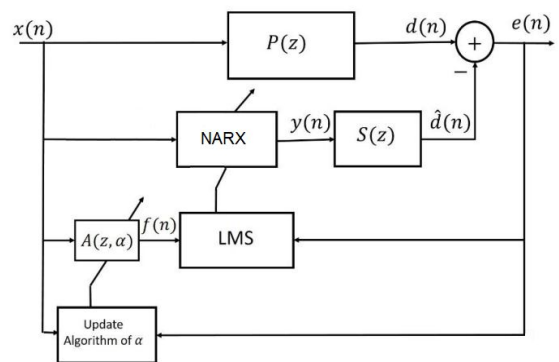 x(n)
P(z)
d(n)
+
e(n)
−
NARX
y(n)
S(z)
d̂(n)
A(z, α)
f(n)
LMS
Update
Algorithm of α